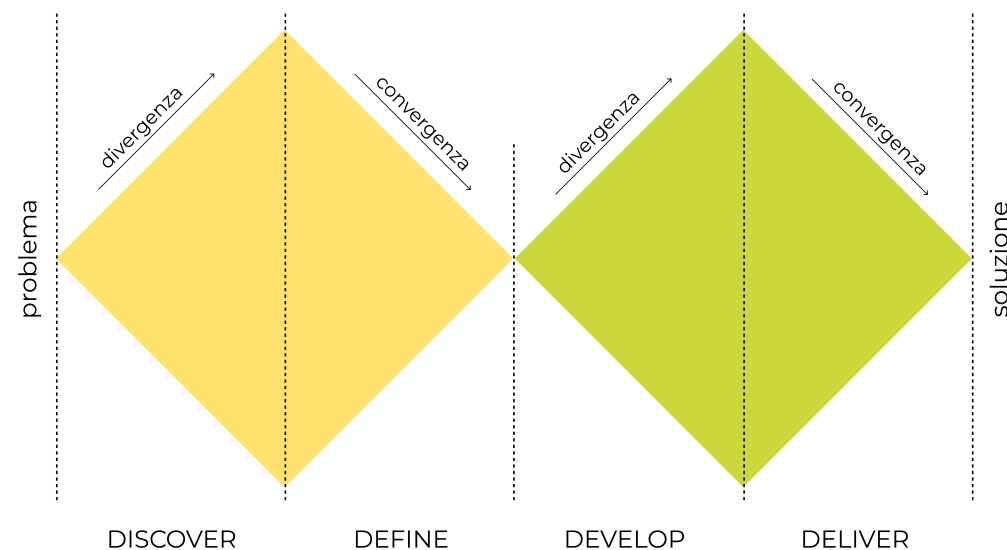 divergenza
convergenza
divergenza
convergenza
problema
soluzione
DISCOVER
DEFINE
DEVELOP
DELIVER